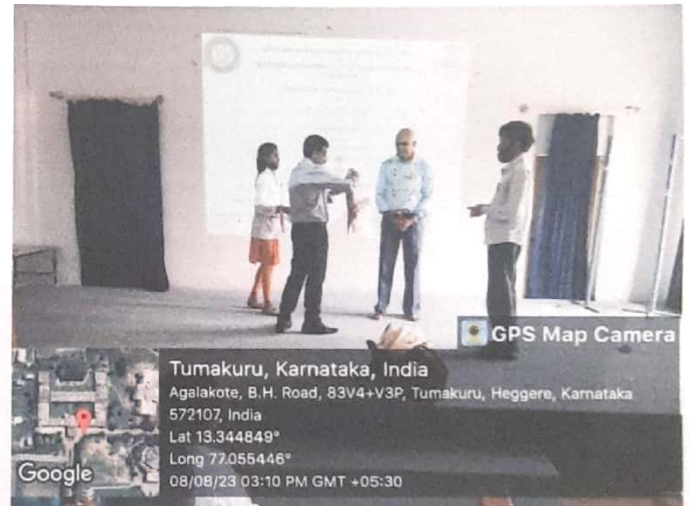 GPS Map Camera
Tumakuru, Karnataka, India
Agalakote, B.H. Road, 83V4+V3P, Tumakuru, Heggere, Karnataka
572107, India
Lat 13.344849°
Long 77.055446°
08/08/23 03:10 PM GMT +05:30
Google